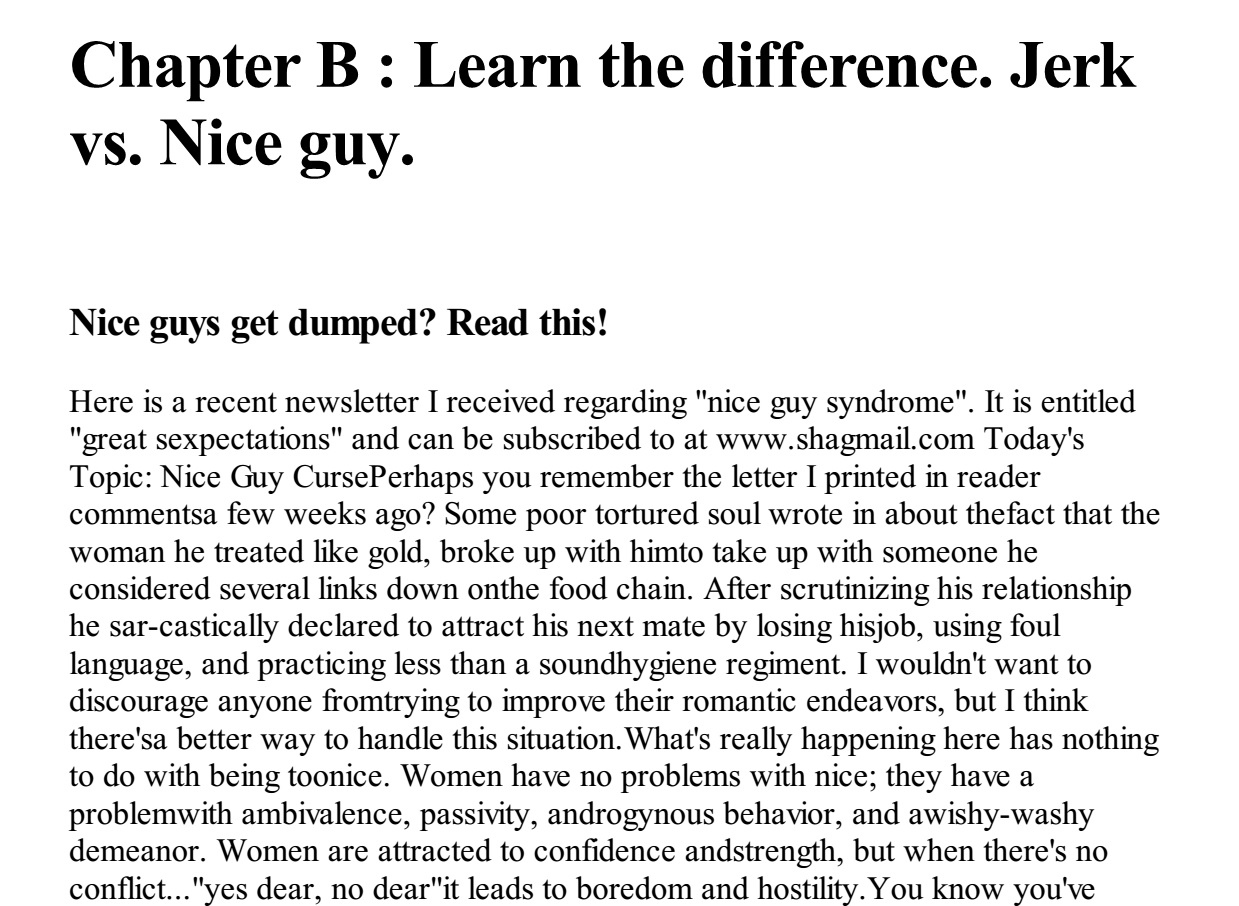 Chapter B : Learn the difference. Jerk
vs. Nice guy.
Nice guys get dumped? Read this!
Here is a recent newsletter I received regarding "nice guy syndrome". It is entitled
"great sexpectations" and can be subscribed to at www.shagmail.com Today's
Topic: Nice Guy CursePerhaps you remember the letter I printed in reader
commentsa few weeks ago? Some poor tortured soul wrote in about thefact that the
woman he treated like gold, broke up with himto take up with someone he
considered several links down onthe food chain. After scrutinizing his relationship
he sar-castically declared to attract his next mate by losing hisjob, using foul
language, and practicing less than a soundhygiene regiment. I wouldn't want to
discourage anyone fromtrying to improve their romantic endeavors, but I think
there'sa better way to handle this situation.What's really happening here has nothing
to do with being toonice. Women have no problems with nice; they have a
problemwith ambivalence, passivity, androgynous behavior, and awishy-washy
demeanor. Women are attracted to confidence andstrength, but when there's no
conflict..."yes dear, no dear"it leads to boredom and hostility.You know you've